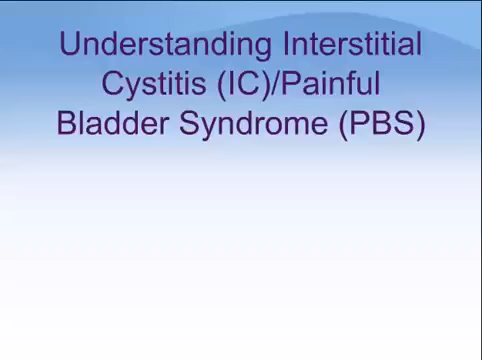 Understanding Interstitial
Cystitis (IC)/Painful
Bladder Syndrome (PBS)